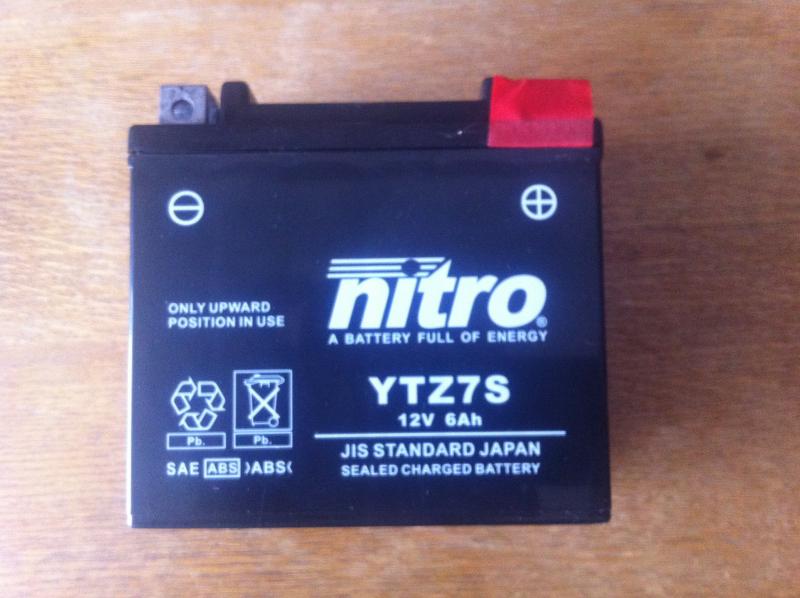 nitro®
A BATTERY FULL OF ENERGY
ONLY UPWARD
POSITION IN USE
YTZ7S
12V 6Ah
JIS STANDARD JAPAN
SEALED CHARGED BATTERY
Pb. Pb.
SAE ABS >ABS<